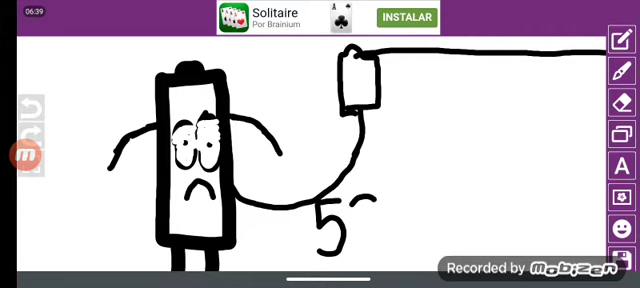 06:39
Solitaire
Por Brainium
INSTALAR
A
A
5
Recorded by MOBIZEN